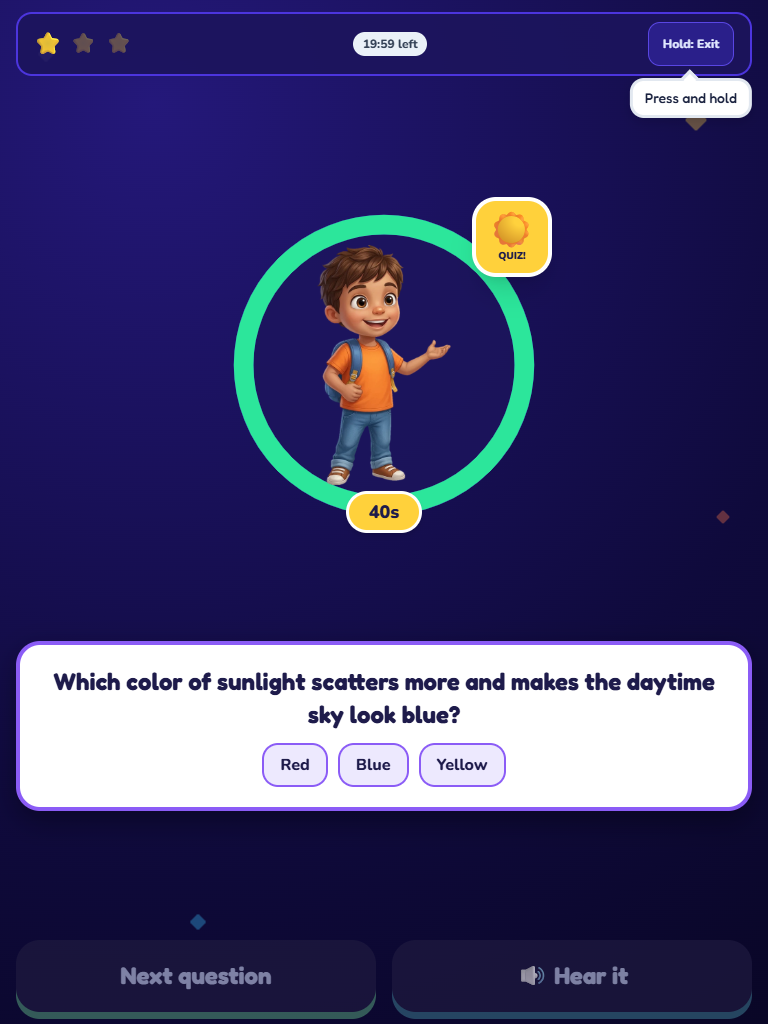 19:59 left
Hold: Exit
Press and hold
QUIZ!
40s
Which color of sunlight scatters more and makes the daytime
sky look blue?
Red
Blue
Yellow
Next question
Hear it